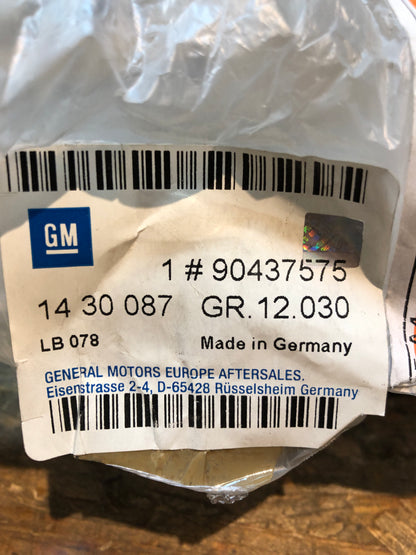 GM
1 # 90437575
14 30 087 GR.12.030
LB 078 Made in Germany
GENERAL MOTORS EUROPE AFTERSALES.
Eisenstrasse 2-4, D-65428 Rüsselsheim Germany